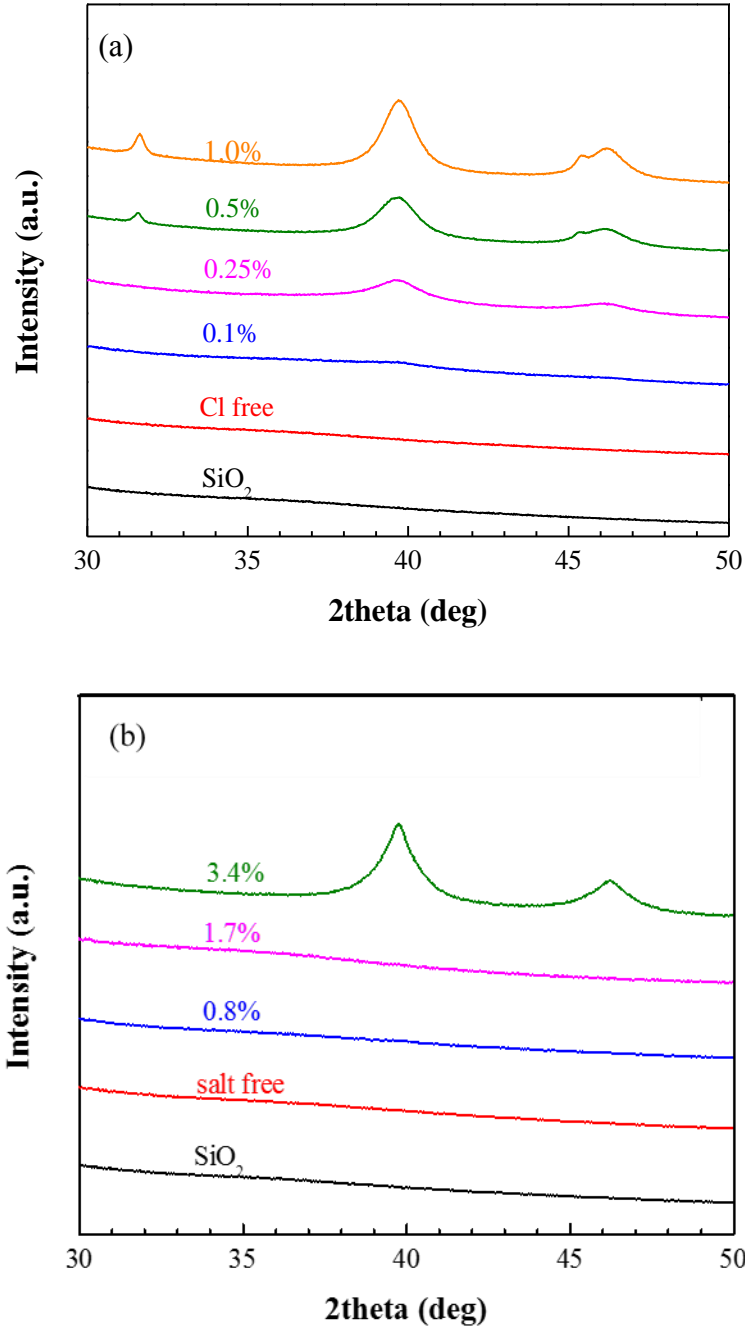 (a)
1.0%
0.5%
0.25%
0.1%
Cl free
SiO₂
Intensity (a.u.)
30 35 40 45 50
2theta (deg)
(b)
3.4%
1.7%
0.8%
salt free
SiO₂
Intensity (a.u.)
30 35 40 45 50
2theta (deg)